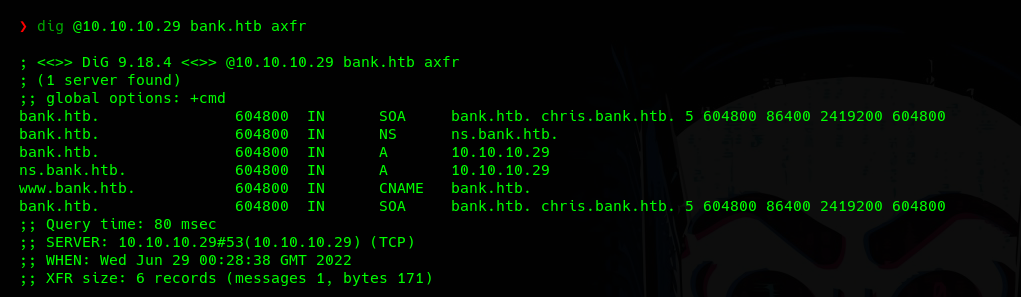 ❯ dig @10.10.10.29 bank.htb axfr
; <<>> DiG 9.18.4 <<>> @10.10.10.29 bank.htb axfr
; (1 server found)
;; global options: +cmd
bank.htb. 604800 IN SOA bank.htb. chris.bank.htb. 5 604800 86400 2419200 604800
bank.htb. 604800 IN NS ns.bank.htb.
bank.htb. 604800 IN A 10.10.10.29
ns.bank.htb. 604800 IN A 10.10.10.29
www.bank.htb. 604800 IN CNAME bank.htb.
bank.htb. 604800 IN SOA bank.htb. chris.bank.htb. 5 604800 86400 2419200 604800
;; Query time: 80 msec
;; SERVER: 10.10.10.29#53(10.10.10.29) (TCP)
;; WHEN: Wed Jun 29 00:28:38 GMT 2022
;; XFR size: 6 records (messages 1, bytes 171)